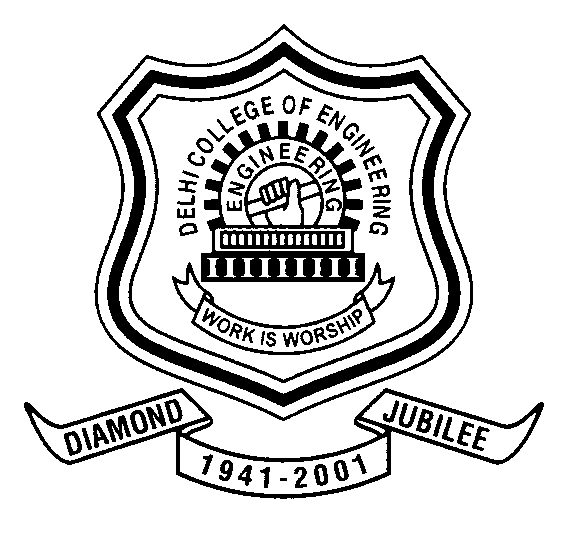 DELHI COLLEGE OF ENGINEERING
ENGINEERING
WORK IS WORSHIP
DIAMOND JUBILEE
1941-2001